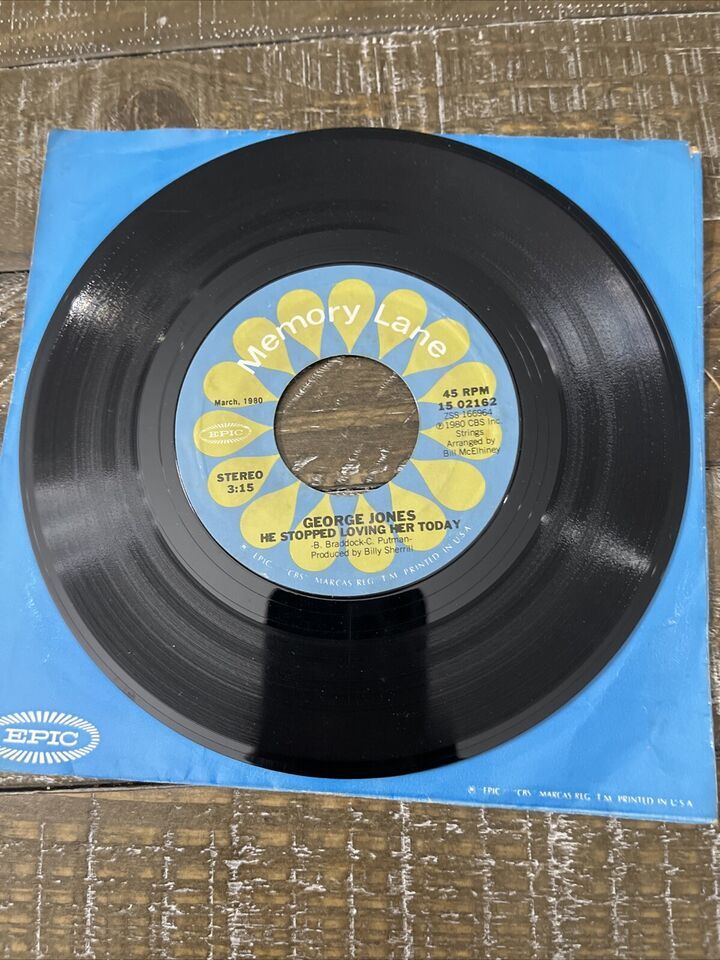 Memory Lane
March, 1980
EPIC
STEREO
3:15
45 RPM
15 02162
ZSS 166964
℗ 1980 CBS Inc.
Strings
Arranged by
Bill McElhiney
GEORGE JONES
HE STOPPED LOVING HER TODAY
-B. Braddock-C. Putman-
Produced by Billy Sherrill
"EPIC," "CBS" MARCAS REG. T.M. PRINTED IN U.S.A.
EPIC
"EPIC," "CBS" MARCAS REG. T.M. PRINTED IN U.S.A.